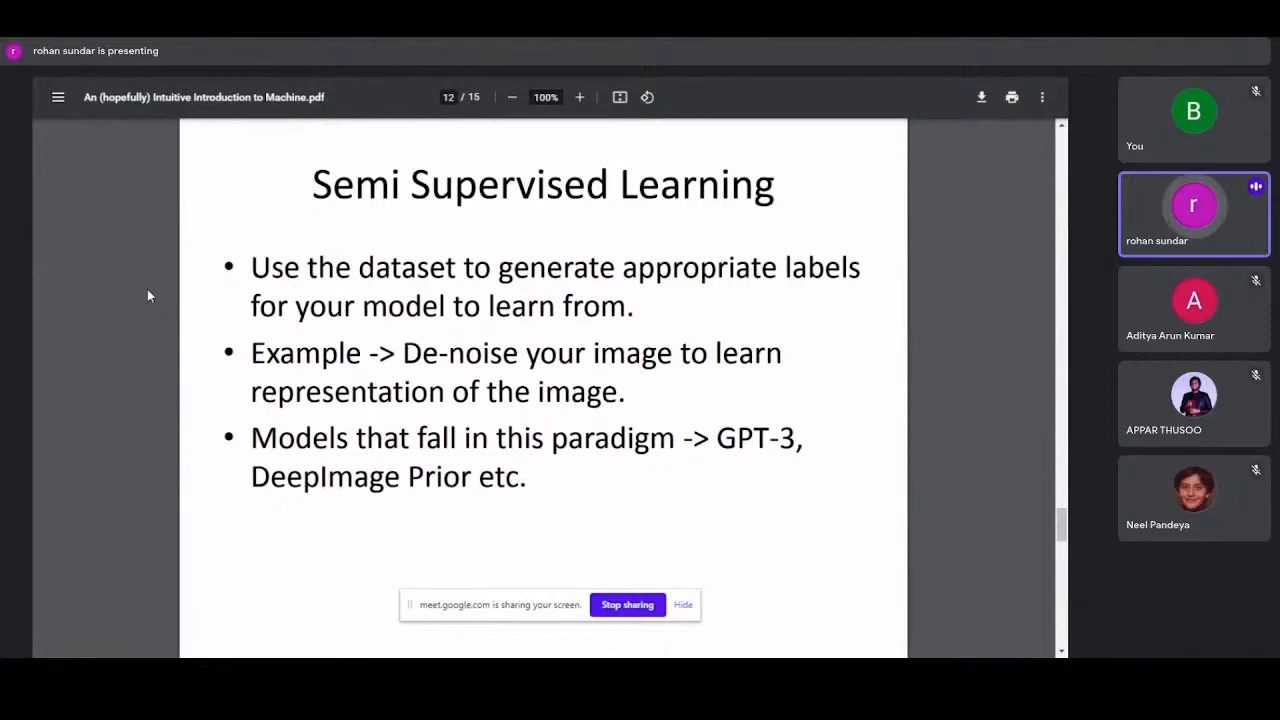 r rohan sundar is presenting
An (hopefully) Intuitive Introduction to Machine.pdf
12 / 15
100%
Semi Supervised Learning
• Use the dataset to generate appropriate labels
for your model to learn from.
• Example -> De-noise your image to learn
representation of the image.
• Models that fall in this paradigm -> GPT-3,
DeepImage Prior etc.
meet.google.com is sharing your screen. Stop sharing Hide
B
You
r
rohan sundar
A
Aditya Arun Kumar
APPAR THUSOO
Neel Pandeya